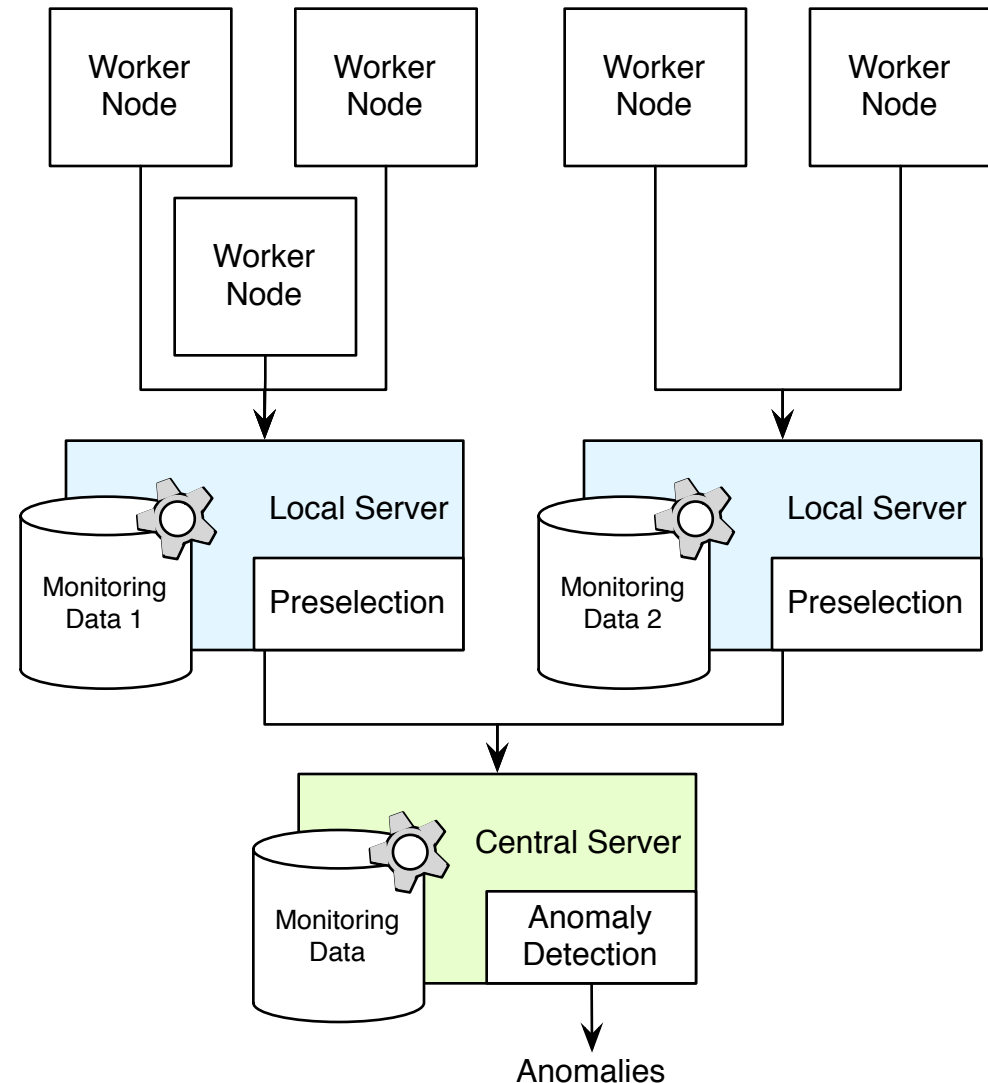 Worker
Node
Worker
Node
Worker
Node
Worker
Node
Worker
Node
Local Server
Monitoring
Data 1
Preselection
Local Server
Monitoring
Data 2
Preselection
Central Server
Monitoring
Data
Anomaly
Detection
Anomalies